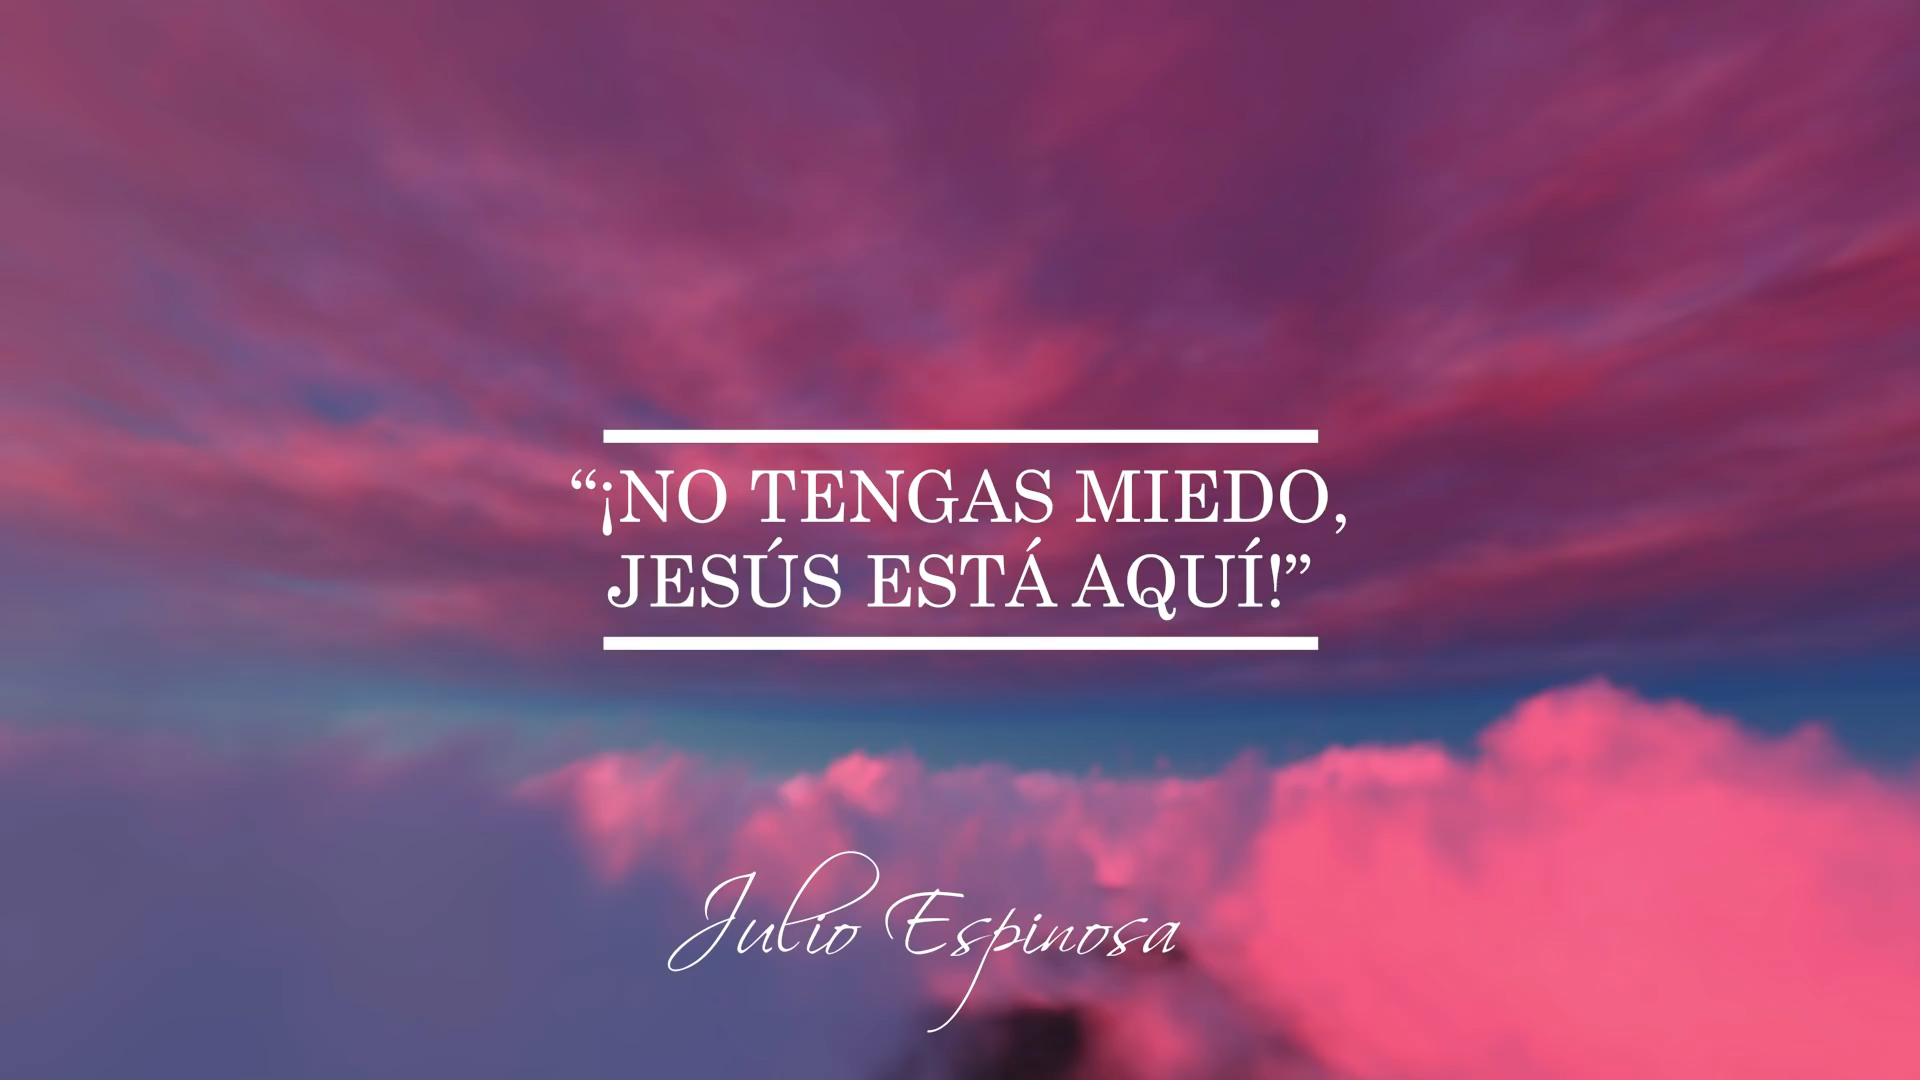 “¡NO TENGAS MIEDO,
JESÚS ESTÁ AQUÍ!”
Julio Espinosa